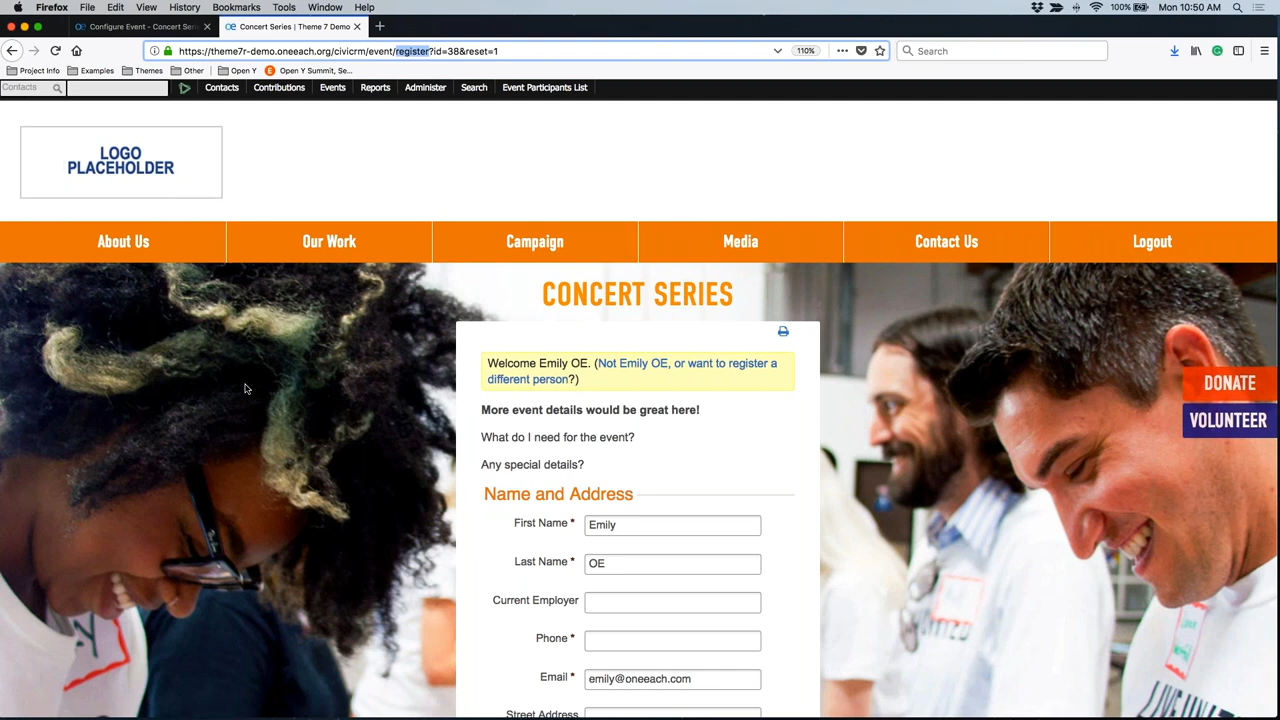 Firefox File Edit View History Bookmarks Tools Window Help
100% Mon 10:50 AM
Configure Event - Concert Serie
Concert Series | Theme 7 Demo
https://theme7r-demo.oneeach.org/civicrm/event/register?id=38&reset=1
110%
Search
Project Info Examples Themes Other Open Y Open Y Summit, Se...
Contacts
Contacts Contributions Events Reports Administer Search Event Participants List
LOGO
PLACEHOLDER
About Us Our Work Campaign Media Contact Us Logout
CONCERT SERIES
Welcome Emily OE. (Not Emily OE, or want to register a
different person?)
DONATE
More event details would be great here!
VOLUNTEER
What do I need for the event?
Any special details?
Name and Address
First Name * Emily
Last Name * OE
Current Employer
Phone *
Email * emily@oneeach.com
Street Address